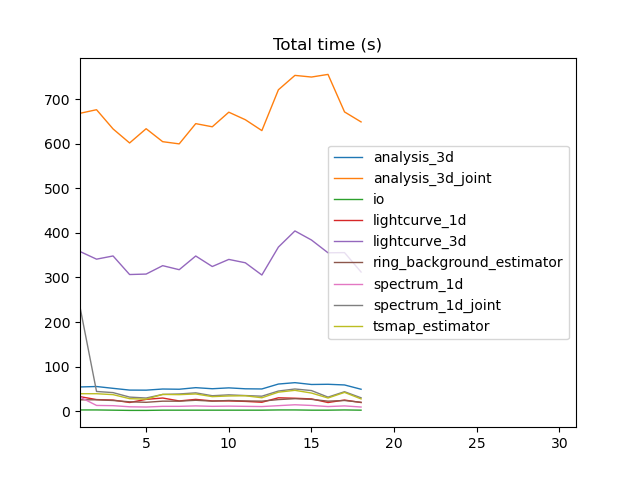 Total time (s)
700
600
500
400
300
200
100
0
analysis_3d
analysis_3d_joint
io
lightcurve_1d
lightcurve_3d
ring_background_estimator
spectrum_1d
spectrum_1d_joint
tsmap_estimator
5 10 15 20 25 30